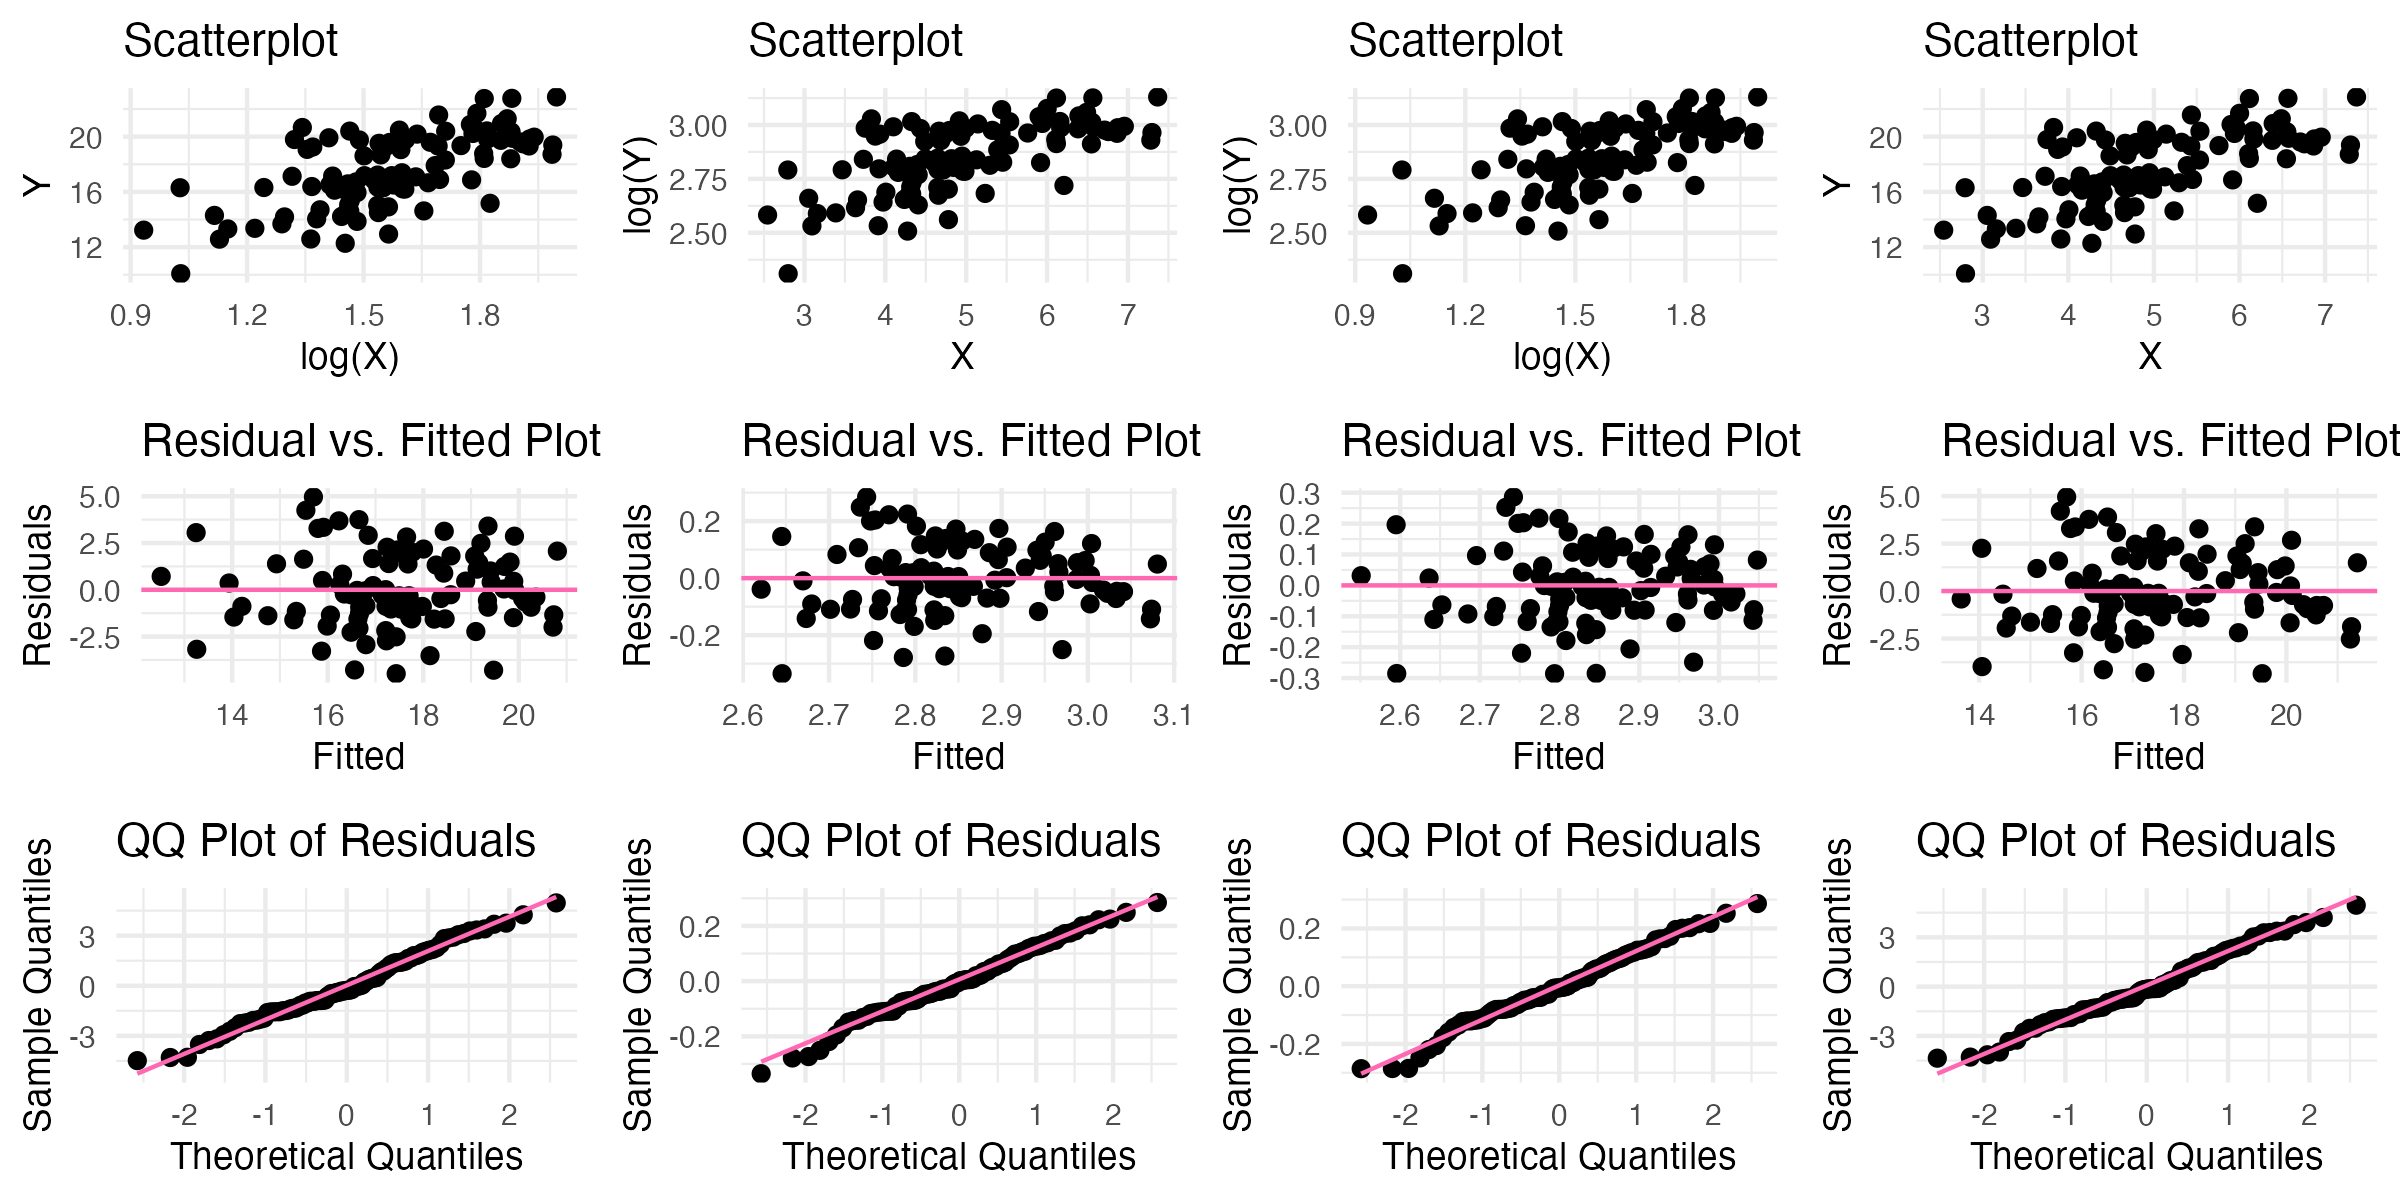 Scatterplot
Y
20
16
12
0.9 1.2 1.5 1.8
log(X)
Scatterplot
log(Y)
3.00
2.75
2.50
3 4 5 6 7
X
Scatterplot
log(Y)
3.00
2.75
2.50
0.9 1.2 1.5 1.8
log(X)
Scatterplot
Y
20
16
12
3 4 5 6 7
X
Residual vs. Fitted Plot
Residuals
5.0
2.5
0.0
-2.5
14 16 18 20
Fitted
Residual vs. Fitted Plot
Residuals
0.2
0.0
-0.2
2.6 2.7 2.8 2.9 3.0 3.1
Fitted
Residual vs. Fitted Plot
Residuals
0.3
0.2
0.1
0.0
-0.1
-0.2
-0.3
2.6 2.7 2.8 2.9 3.0
Fitted
Residual vs. Fitted Plot
Residuals
5.0
2.5
0.0
-2.5
14 16 18 20
Fitted
QQ Plot of Residuals
Sample Quantiles
3
0
-3
-2 -1 0 1 2
Theoretical Quantiles
QQ Plot of Residuals
Sample Quantiles
0.2
0.0
-0.2
-2 -1 0 1 2
Theoretical Quantiles
QQ Plot of Residuals
Sample Quantiles
0.2
0.0
-0.2
-2 -1 0 1 2
Theoretical Quantiles
QQ Plot of Residuals
Sample Quantiles
3
0
-3
-2 -1 0 1 2
Theoretical Quantiles